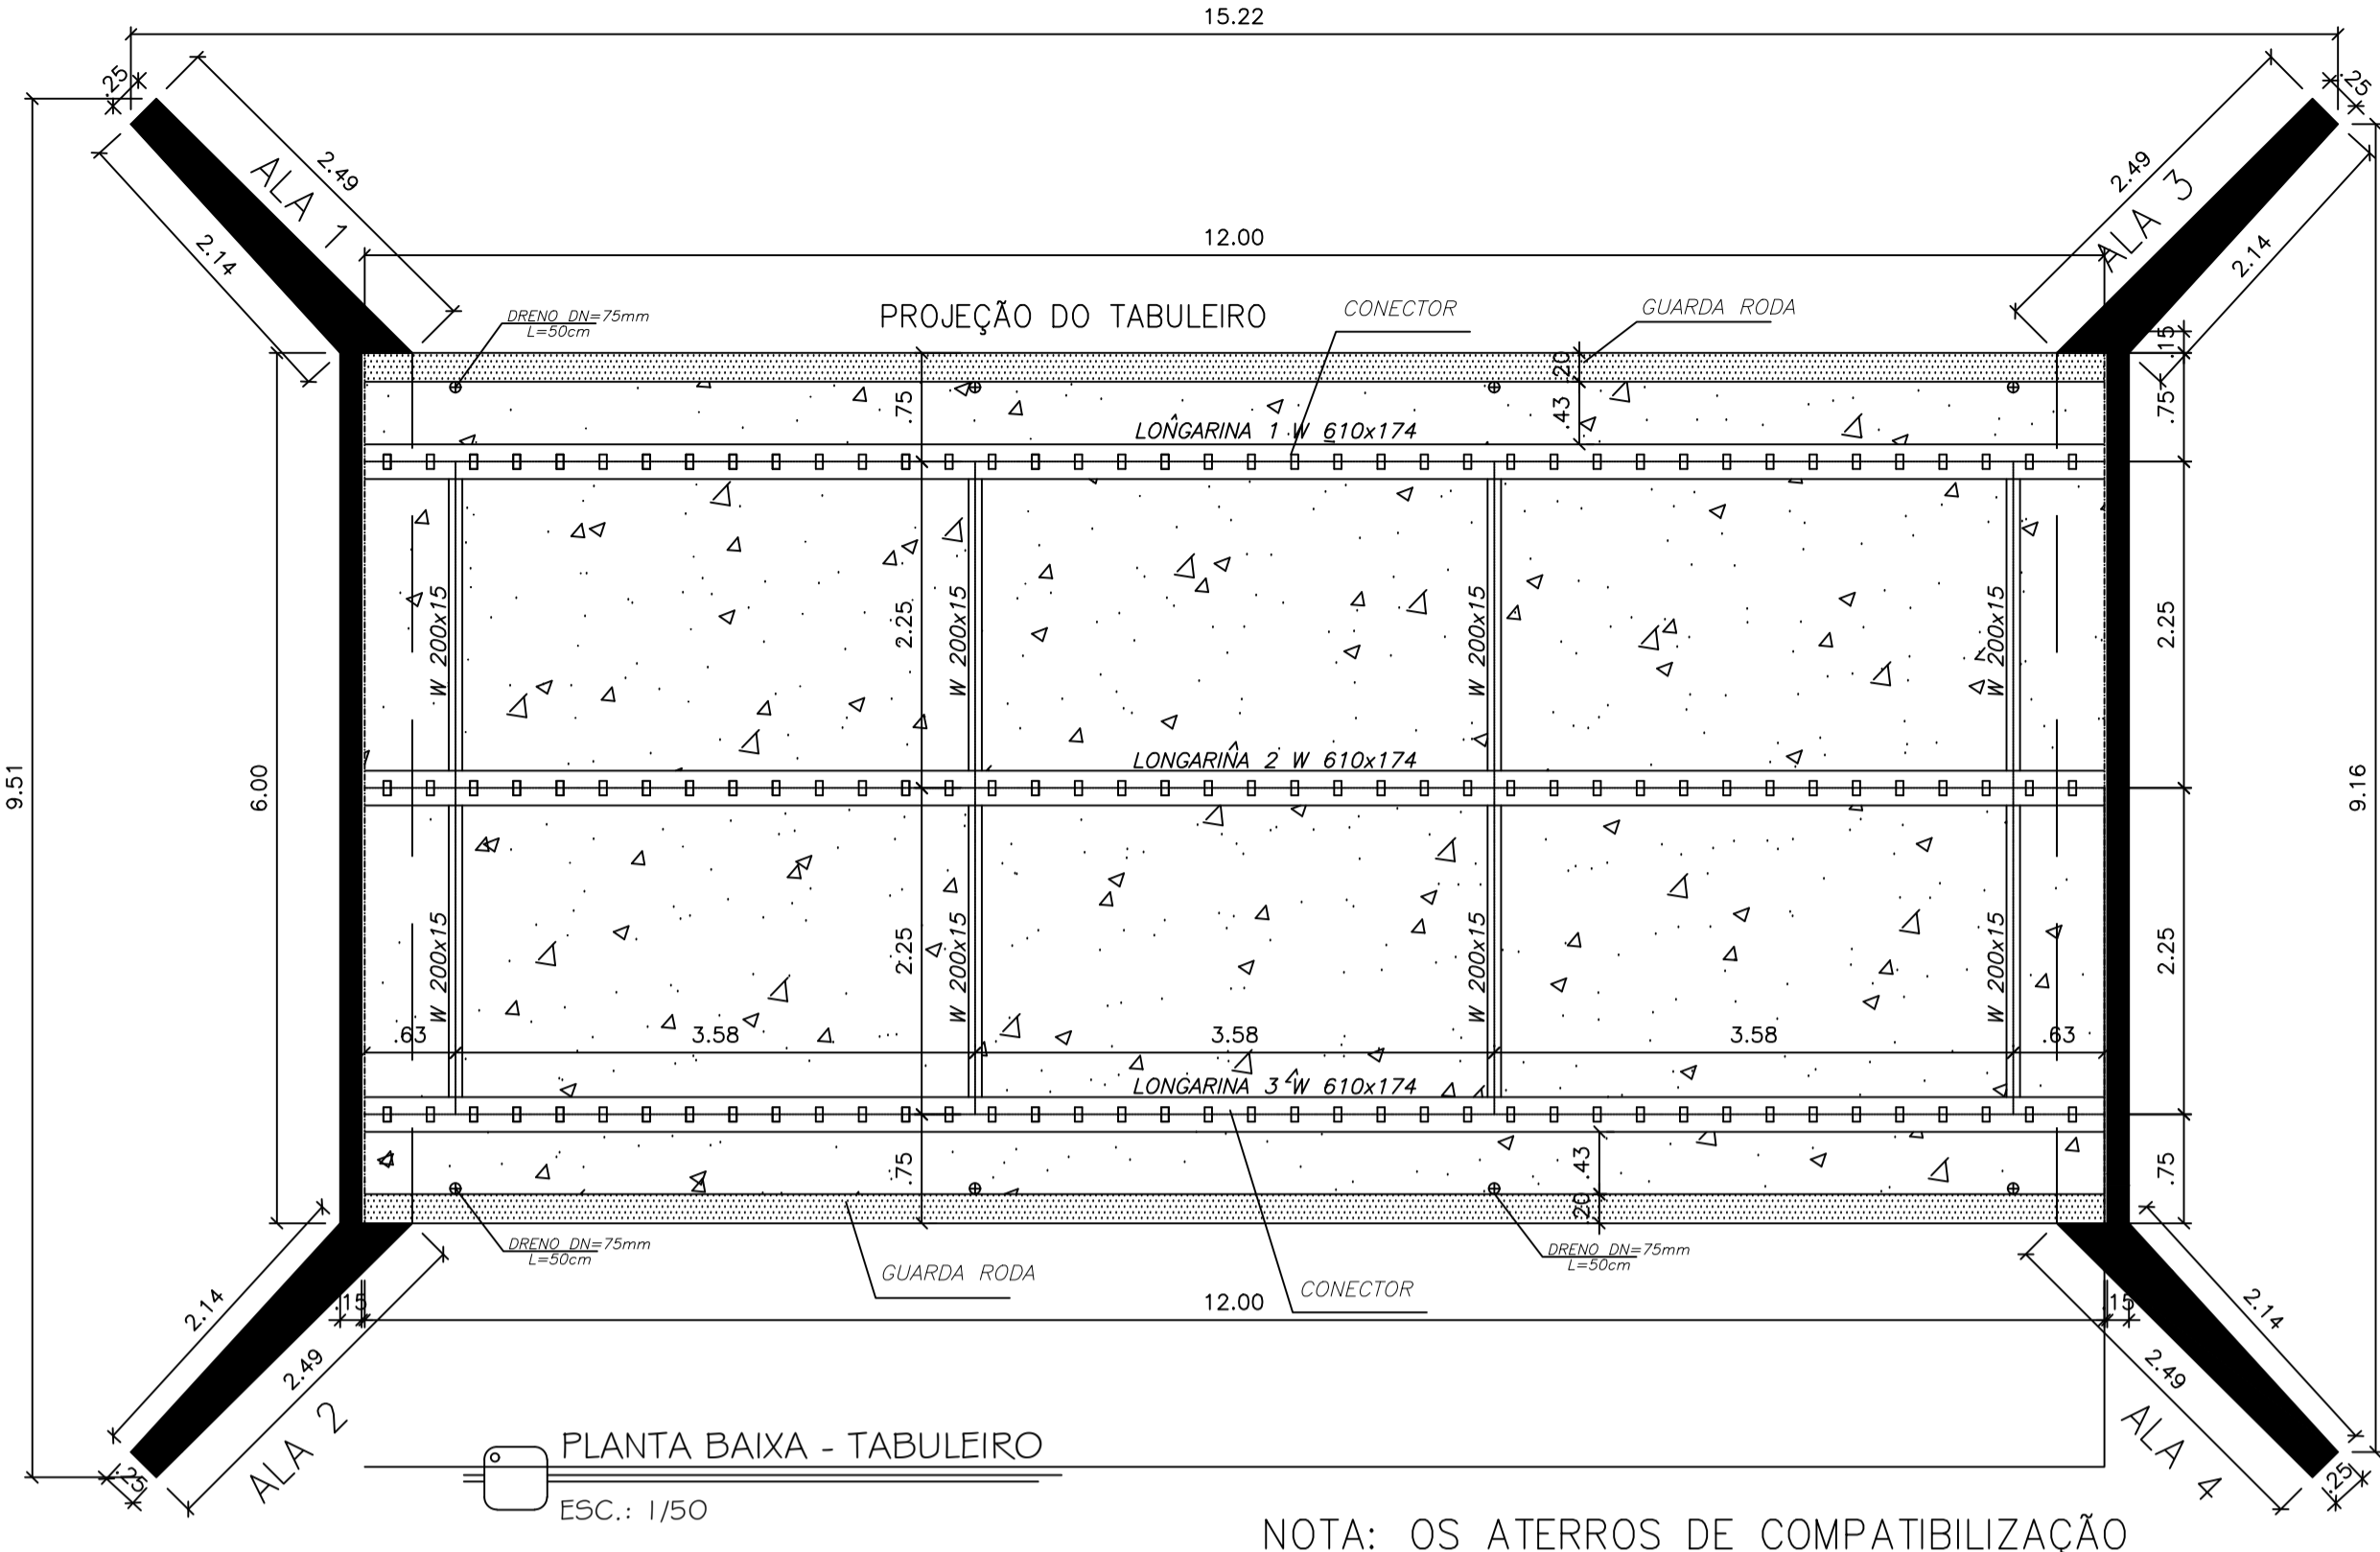 15.22
.25
.25
ALA 1
2.49
2.14
2.49
ALA 3
2.14
12.00
PROJEÇÃO DO TABULEIRO
DRENO DN=75mm
L=50cm
CONECTOR
GUARDA RODA
.15
.20
.43
.75
.75
LONGARINA 1 W 610x174
W 200x15
2.25
W 200x15
W 200x15
W 200x15
2.25
9.51
6.00
9.16
LONGARINA 2 W 610x174
W 200x15
2.25
W 200x15
W 200x15
W 200x15
2.25
.63
3.58
3.58
3.58
.63
LONGARINA 3 W 610x174
.75
.43
.20
.75
DRENO DN=75mm
L=50cm
GUARDA RODA
CONECTOR
DRENO DN=75mm
L=50cm
.15
12.00
.15
2.14
2.49
ALA 2
.25
2.14
2.49
ALA 4
.25
PLANTA BAIXA - TABULEIRO
ESC.: 1/50
NOTA: OS ATERROS DE COMPATIBILIZAÇÃO